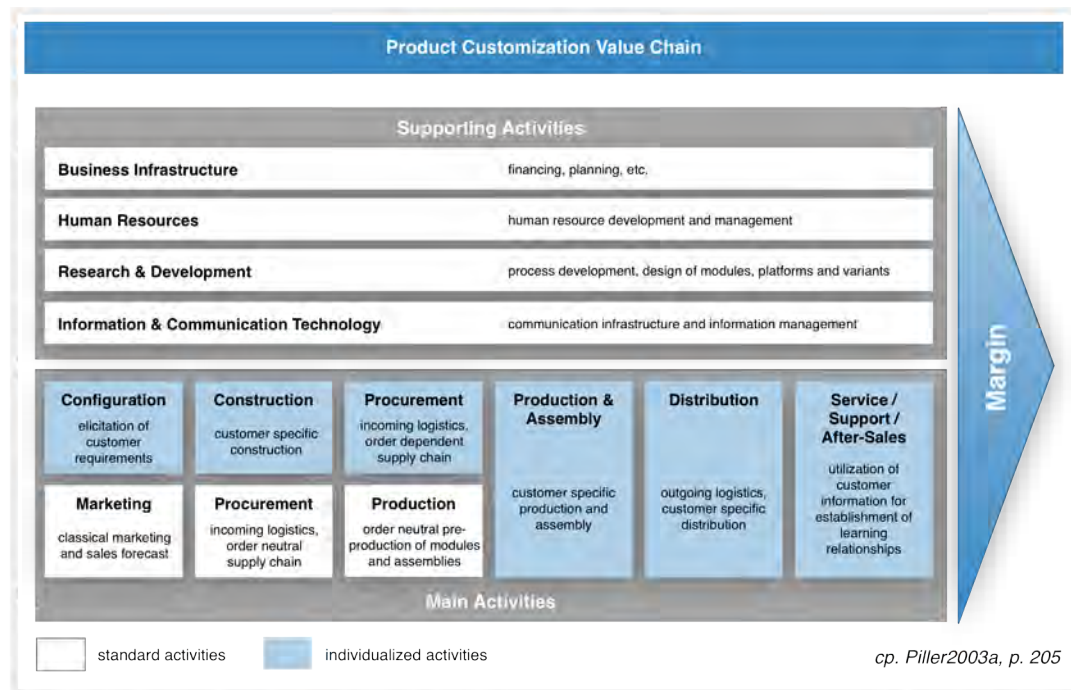 Product Customization Value Chain
Supporting Activities
Business Infrastructure
financing, planning, etc.
Human Resources
human resource development and management
Research & Development
process development, design of modules, platforms and variants
Information & Communication Technology
communication infrastructure and information management
Configuration
elicitation of
customer
requirements
Construction
customer specific
construction
Procurement
incoming logistics,
order dependent
supply chain
Production &
Assembly
customer specific
production and
assembly
Distribution
outgoing logistics,
customer specific
distribution
Service /
Support /
After-Sales
utilization of
customer
information for
establishment of
learning
relationships
Marketing
classical marketing
and sales forecast
Procurement
incoming logistics,
order neutral
supply chain
Production
order neutral pre-
production of modules
and assemblies
Main Activities
Margin
standard activities
individualized activities
cp. Piller2003a, p. 205